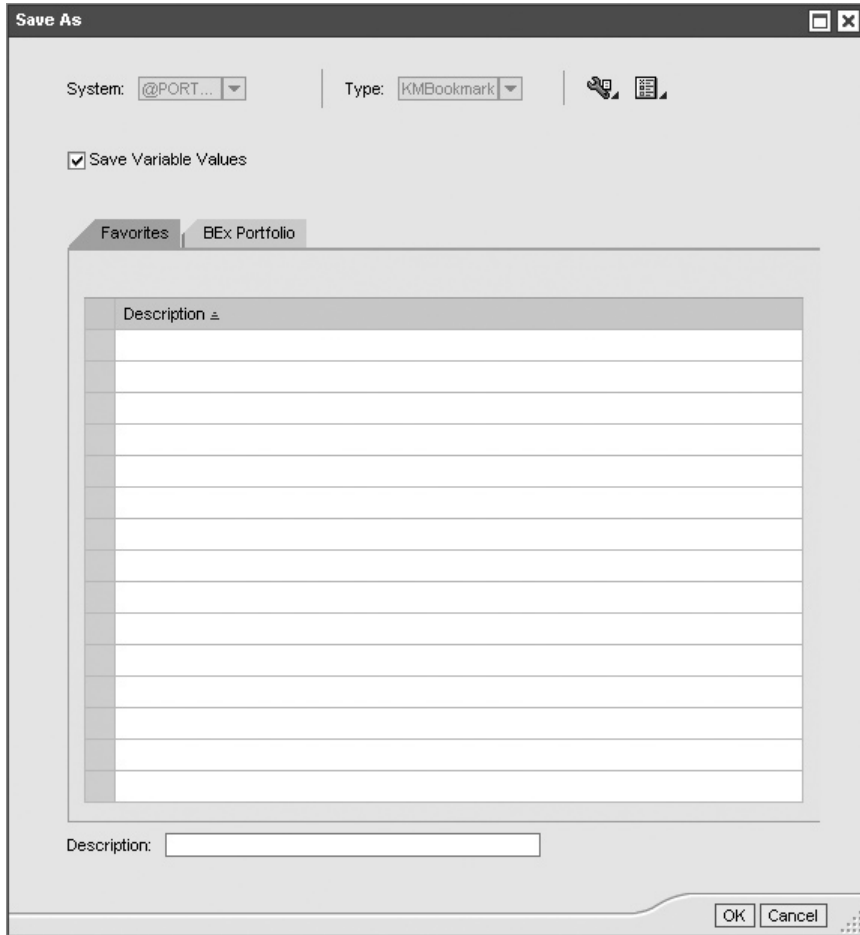 Save As
System: @PORT... Type: KMBookmark
Save Variable Values
Favorites BEx Portfolio
Description
Description:
OK Cancel